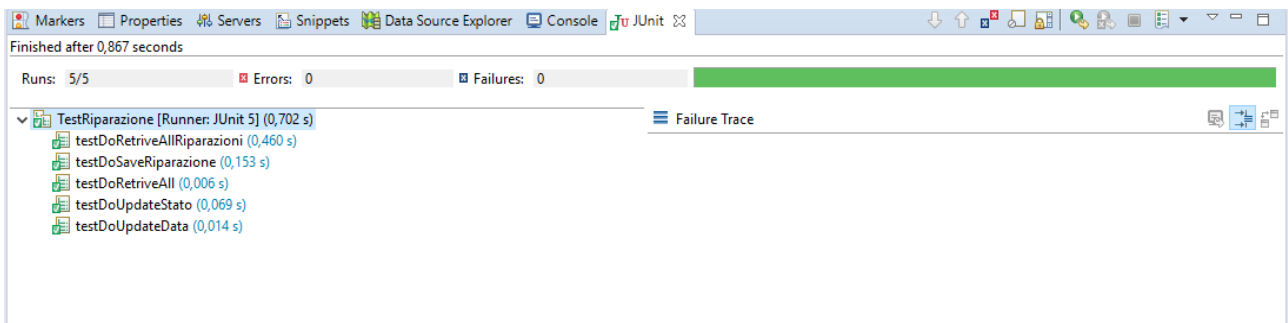 Markers Properties Servers Snippets Data Source Explorer Console JUnit
Finished after 0,867 seconds
Runs: 5/5 Errors: 0 Failures: 0
TestRiparazione [Runner: JUnit 5] (0,702 s) Failure Trace
testDoRetriveAllRiparazioni (0,460 s)
testDoSaveRiparazione (0,153 s)
testDoRetriveAll (0,006 s)
testDoUpdateStato (0,069 s)
testDoUpdateData (0,014 s)